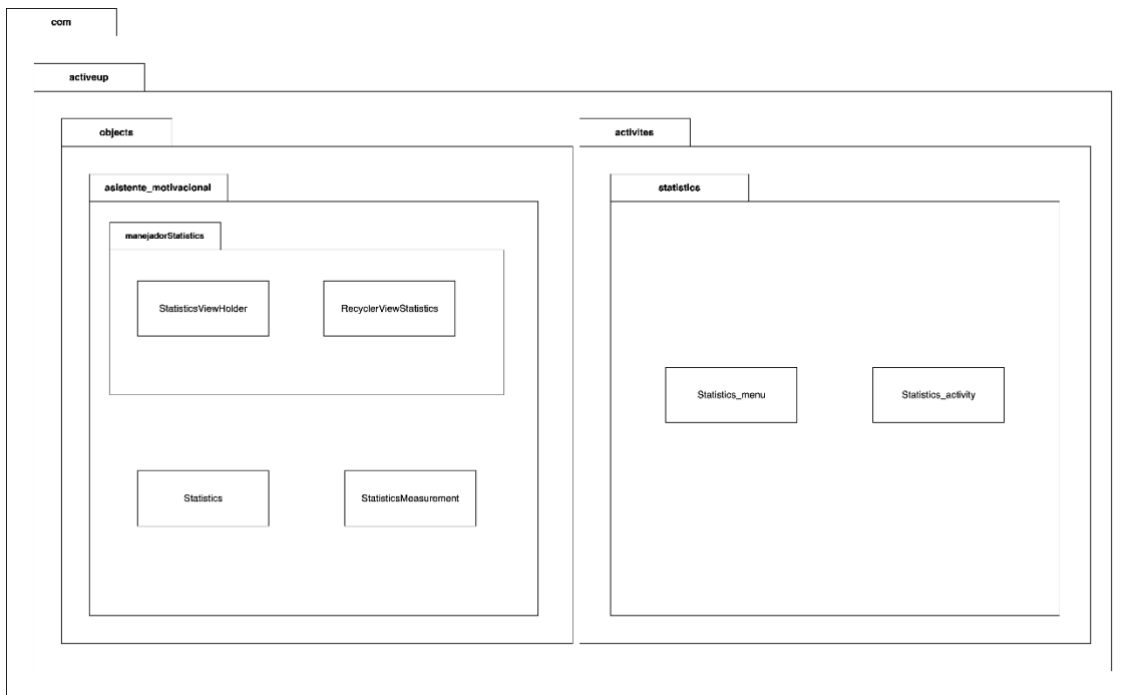 com
activeup
objects
activites
asistente_motivacional
statistics
manejadorStatistics
StatisticsViewHolder
RecyclerViewStatistics
Statistics_menu
Statistics_activity
Statistics
StatisticsMeasurement